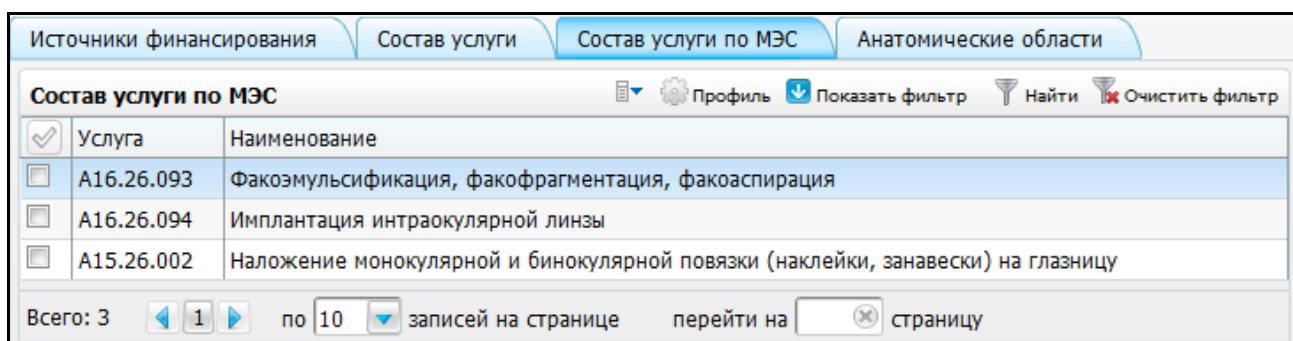 Источники финансирования Состав услуги Состав услуги по МЭС Анатомические области
Состав услуги по МЭС Профиль Показать фильтр Найти Очистить фильтр
Услуга Наименование
A16.26.093 Факоэмульсификация, факофрагментация, факоаспирация
A16.26.094 Имплантация интраокулярной линзы
A15.26.002 Наложение монокулярной и бинокулярной повязки (наклейки, занавески) на глазницу
Всего: 3 1 по 10 записей на странице перейти на страницу